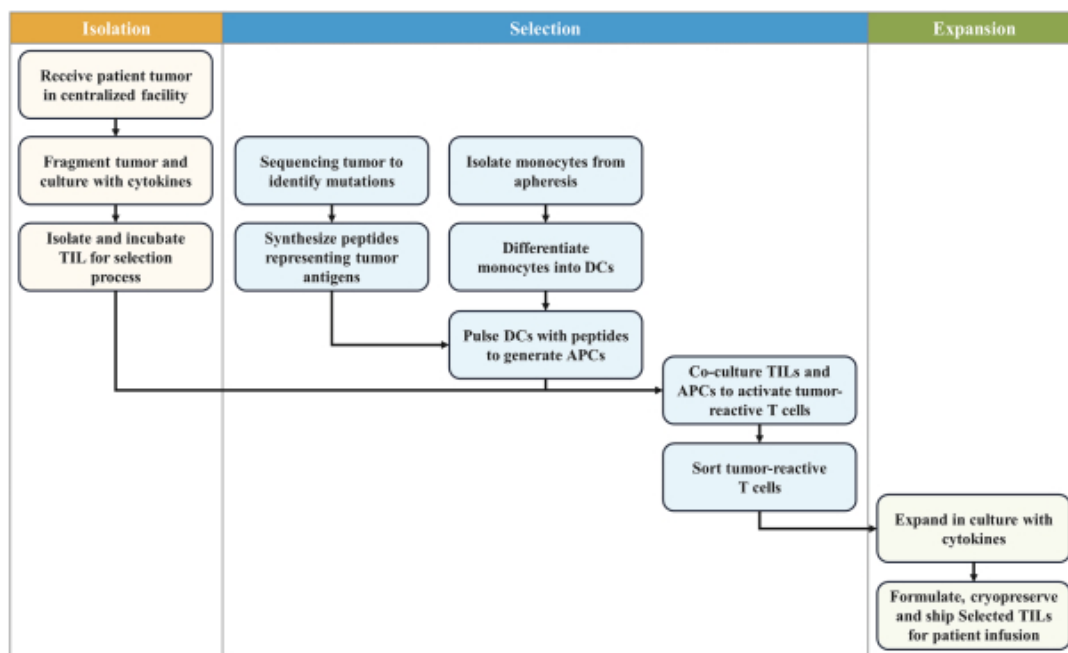 Isolation
Selection
Expansion
Receive patient tumor
in centralized facility
Fragment tumor and
culture with cytokines
Isolate and incubate
TIL for selection
process
Sequencing tumor to
identify mutations
Synthesize peptides
representing tumor
antigens
Isolate monocytes from
apheresis
Differentiate
monocytes into DCs
Pulse DCs with peptides
to generate APCs
Co-culture TILs and
APCs to activate tumor-
reactive T cells
Sort tumor-reactive
T cells
Expand in culture with
cytokines
Formulate, cryopreserve
and ship Selected TILs
for patient infusion